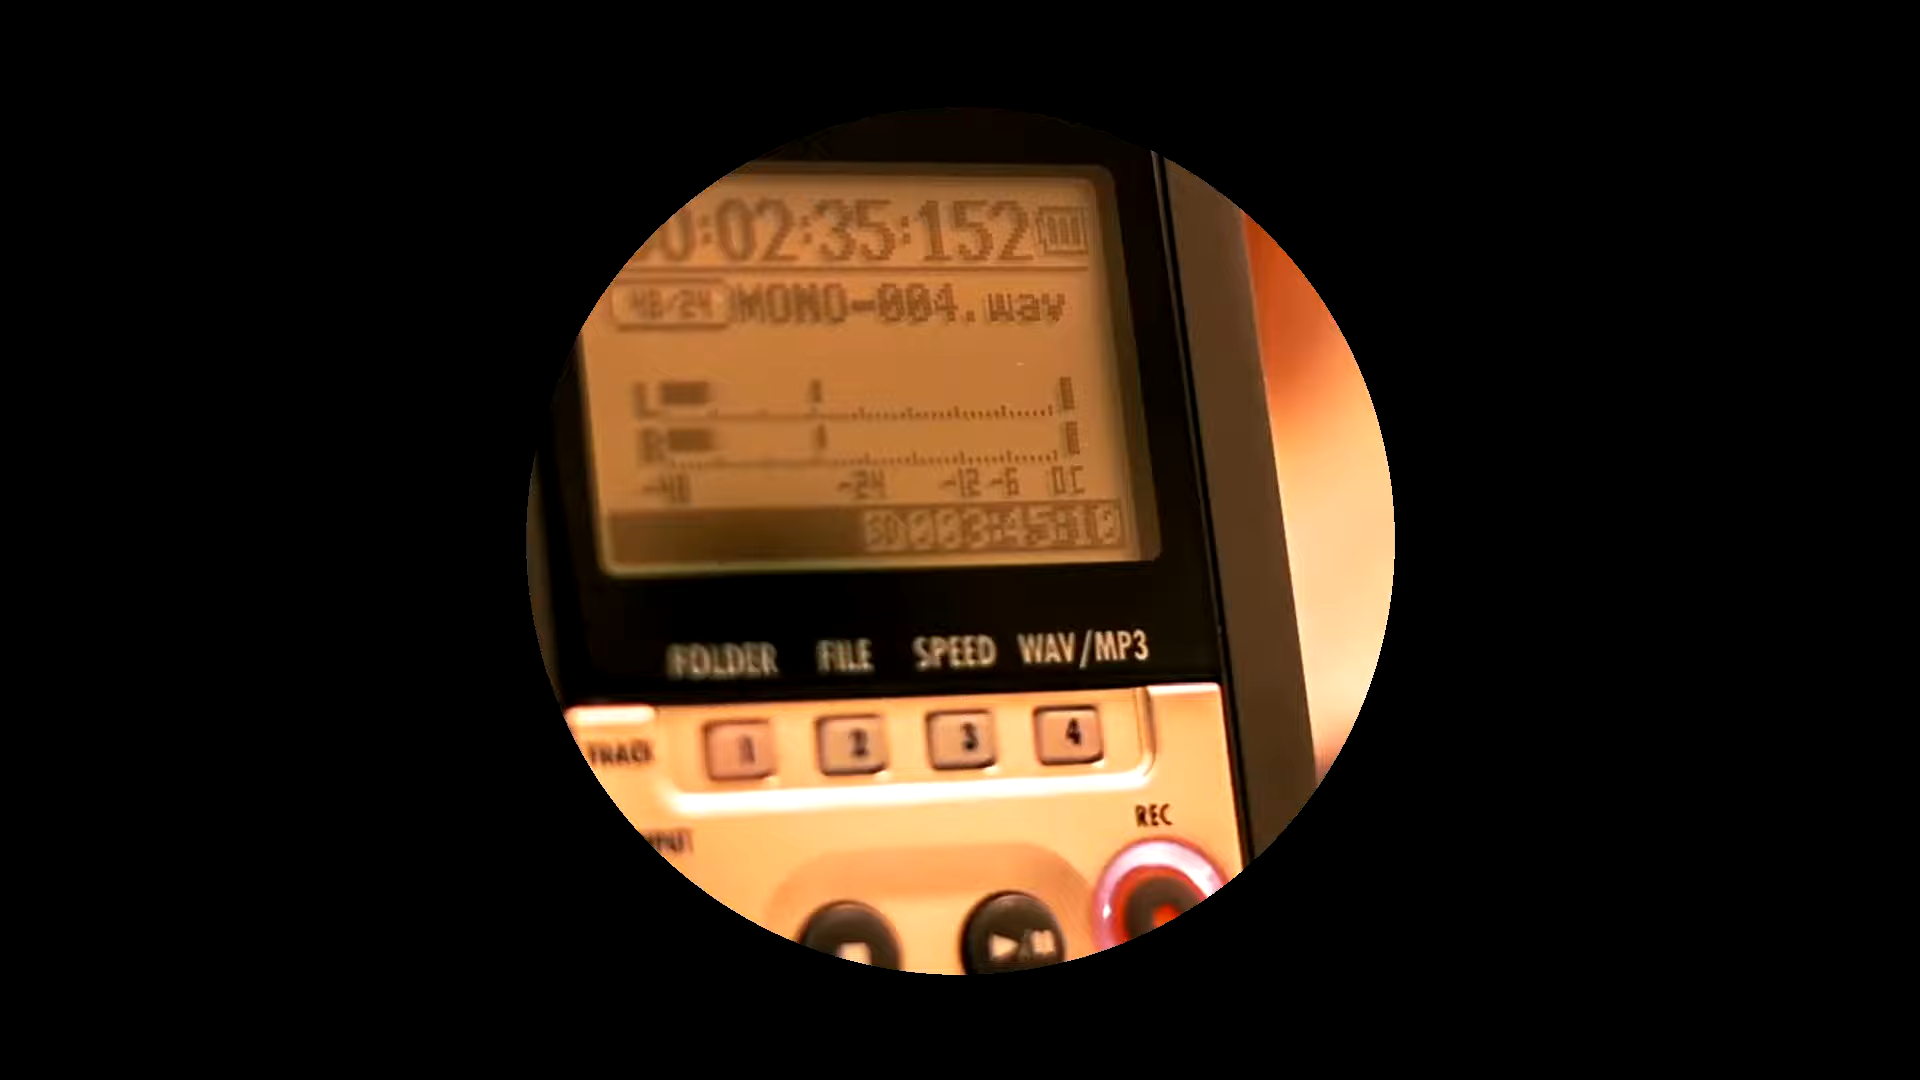 0:02:35:152
48/24 MONO-004.wav
L
R
-48 -24 -12 -6 0
SD 003:45:10
FOLDER FILE SPEED WAV/MP3
TRACK 1 2 3 4
REC